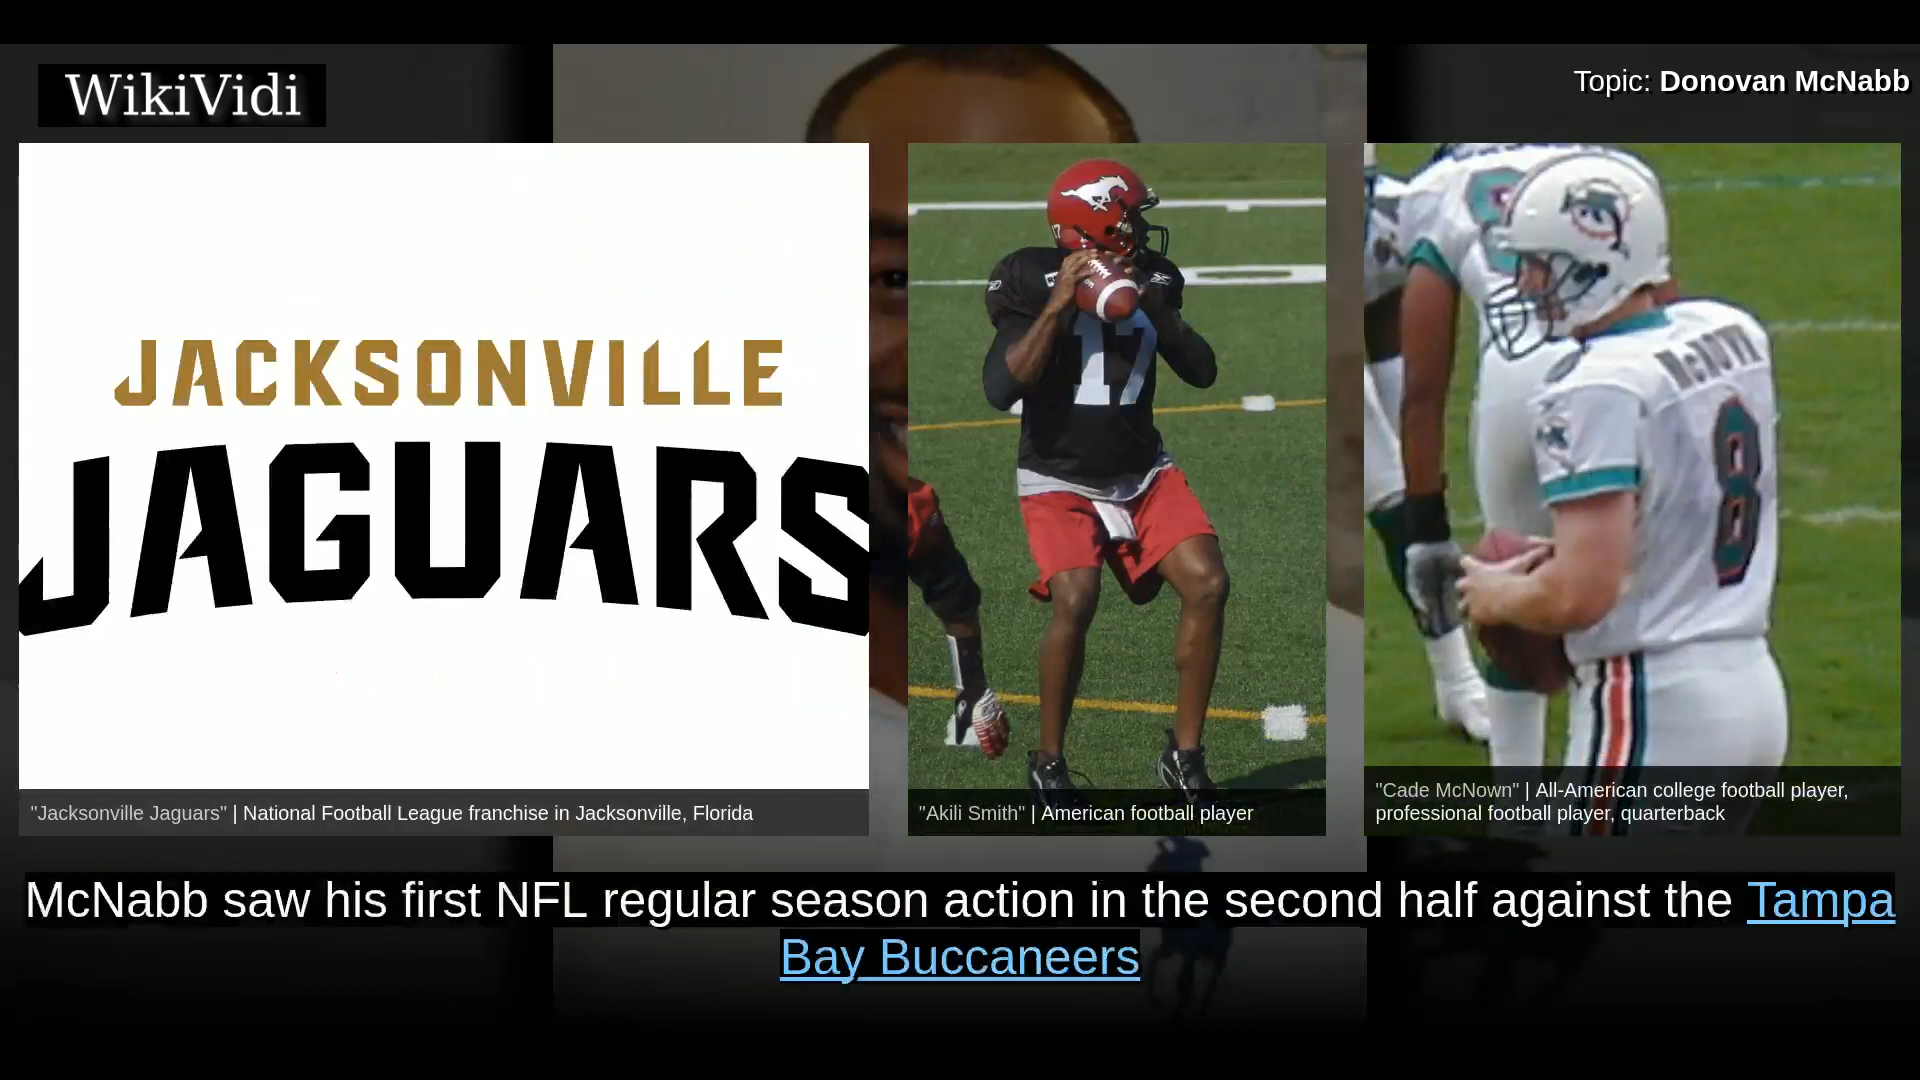 WikiVidi
Topic: Donovan McNabb
JACKSONVILLE
JAGUARS
17
17
McNOWN
8
"Jacksonville Jaguars" | National Football League franchise in Jacksonville, Florida
"Akili Smith" | American football player
"Cade McNown" | All-American college football player,
professional football player, quarterback
McNabb saw his first NFL regular season action in the second half against the Tampa
Bay Buccaneers